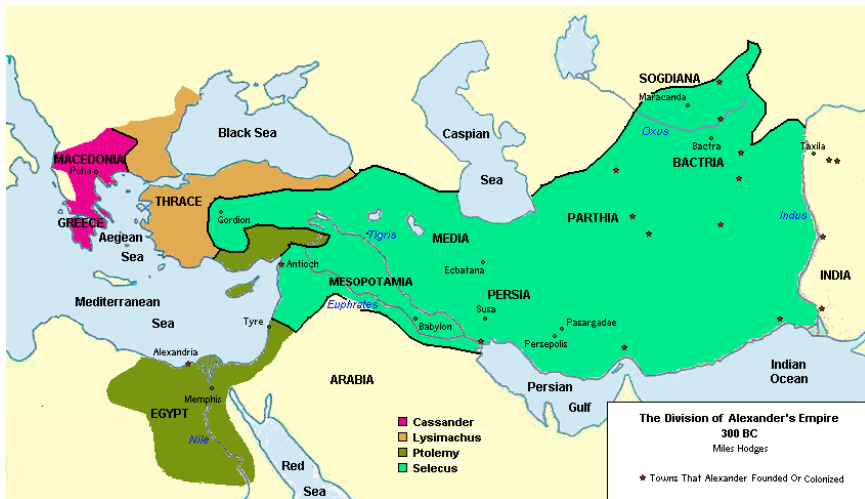 SOGDIANA
Maracanda
Black Sea
Caspian
Sea
Oxus
Bactra
Taxila
MACEDONIA
Pella
BACTRIA
THRACE
GREECE
Gordion
PARTHIA
Indus
Aegean
Sea
Tigris
MEDIA
Antioch
Ecbatana
INDIA
MESOPOTAMIA
Mediterranean
Sea
Euphrates
PERSIA
Susa
Tyre
Babylon
Pasargadae
Persepolis
Alexandria
Memphis
ARABIA
Persian
Gulf
Indian
Ocean
EGYPT
Nile
Red
Sea
Cassander
Lysimachus
Ptolemy
Selecus
The Division of Alexander's Empire
300 BC
Miles Hodges
Towns That Alexander Founded Or Colonized